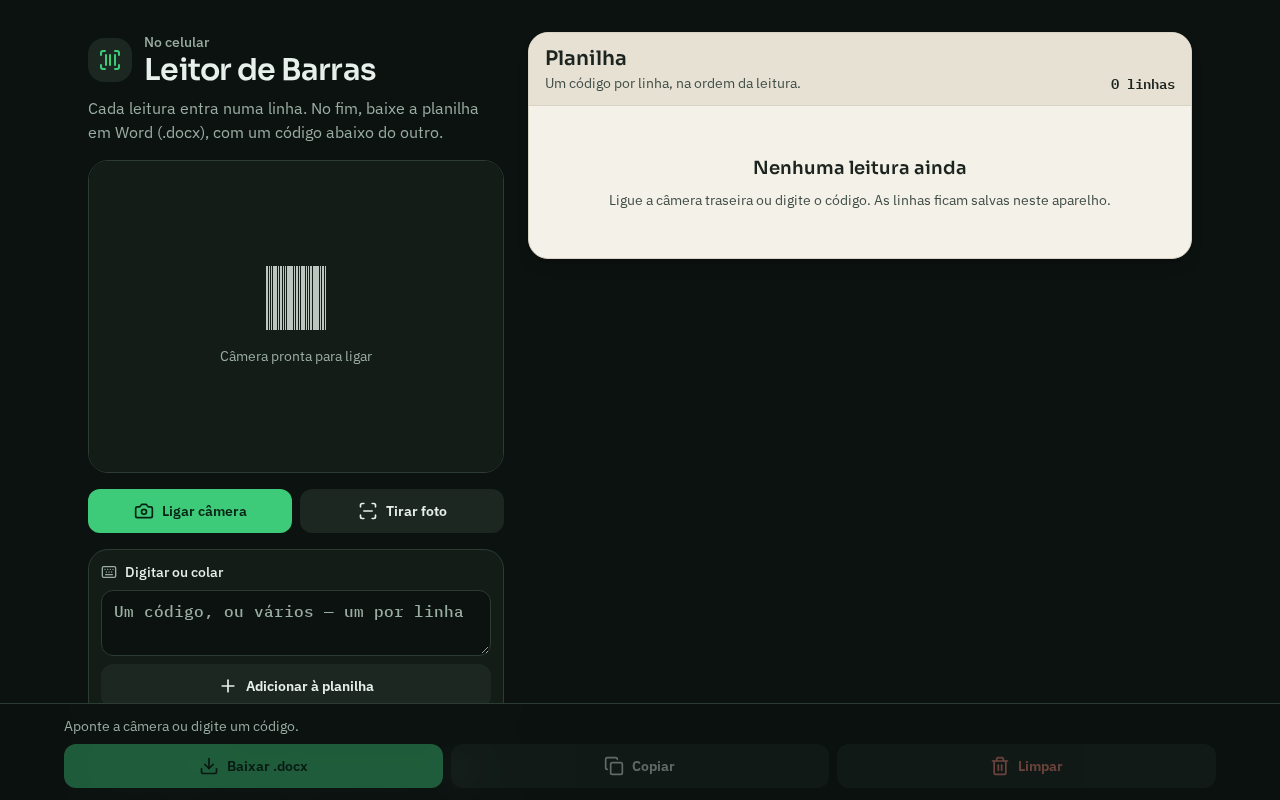 No celular
Leitor de Barras
Cada leitura entra numa linha. No fim, baixe a planilha
em Word (.docx), com um código abaixo do outro.
Câmera pronta para ligar
Ligar câmera
Tirar foto
Digitar ou colar
Um código, ou vários — um por linha
Adicionar à planilha
Planilha
Um código por linha, na ordem da leitura.
0 linhas
Nenhuma leitura ainda
Ligue a câmera traseira ou digite o código. As linhas ficam salvas neste aparelho.
Aponte a câmera ou digite um código.
Baixar .docx
Copiar
Limpar